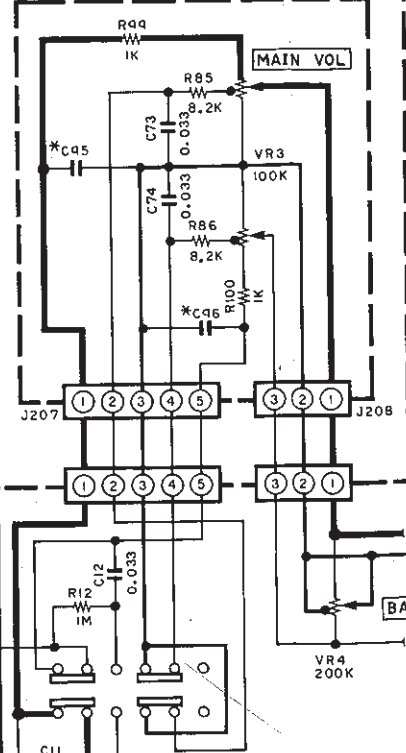 R99
1K
MAIN VOL
R85
8.2K
C73
0.033
*C95
VR3
100K
C74
0.033
R86
8.2K
R100
1K
*C96
J207
1 2 3 4 5
3 2 1
J208
1 2 3 4 5
3 2 1
C12
0.033
R12
1M
BA
VR4
200K